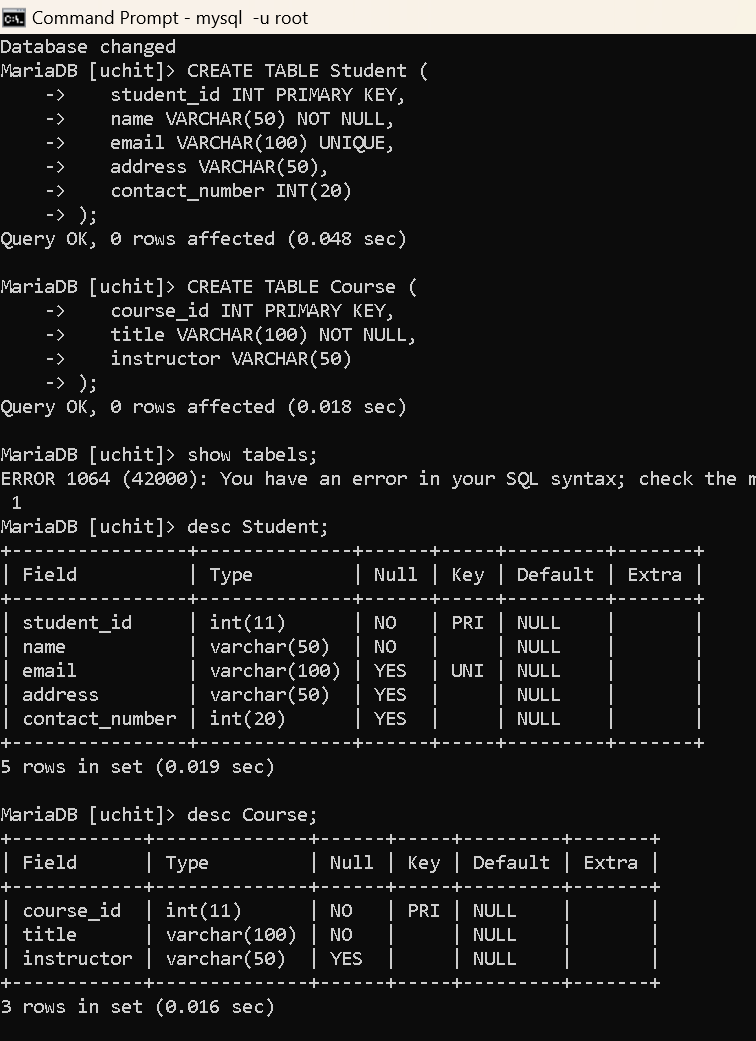 Command Prompt - mysql  -u root
Database changed
MariaDB [uchit]> CREATE TABLE Student (
    ->     student_id INT PRIMARY KEY,
    ->     name VARCHAR(50) NOT NULL,
    ->     email VARCHAR(100) UNIQUE,
    ->     address VARCHAR(50),
    ->     contact_number INT(20)
    -> );
Query OK, 0 rows affected (0.048 sec)
MariaDB [uchit]> CREATE TABLE Course (
    ->     course_id INT PRIMARY KEY,
    ->     title VARCHAR(100) NOT NULL,
    ->     instructor VARCHAR(50)
    -> );
Query OK, 0 rows affected (0.018 sec)
MariaDB [uchit]> show tabels;
ERROR 1064 (42000): You have an error in your SQL syntax; check the m
 1
MariaDB [uchit]> desc Student;
+----------------+--------------+------+-----+---------+-------+
| Field          | Type         | Null | Key | Default | Extra |
+----------------+--------------+------+-----+---------+-------+
| student_id     | int(11)      | NO   | PRI | NULL    |       |
| name           | varchar(50)  | NO   |     | NULL    |       |
| email          | varchar(100) | YES  | UNI | NULL    |       |
| address        | varchar(50)  | YES  |     | NULL    |       |
| contact_number | int(20)      | YES  |     | NULL    |       |
+----------------+--------------+------+-----+---------+-------+
5 rows in set (0.019 sec)
MariaDB [uchit]> desc Course;
+------------+--------------+------+-----+---------+-------+
| Field      | Type         | Null | Key | Default | Extra |
+------------+--------------+------+-----+---------+-------+
| course_id  | int(11)      | NO   | PRI | NULL    |       |
| title      | varchar(100) | NO   |     | NULL    |       |
| instructor | varchar(50)  | YES  |     | NULL    |       |
+------------+--------------+------+-----+---------+-------+
3 rows in set (0.016 sec)